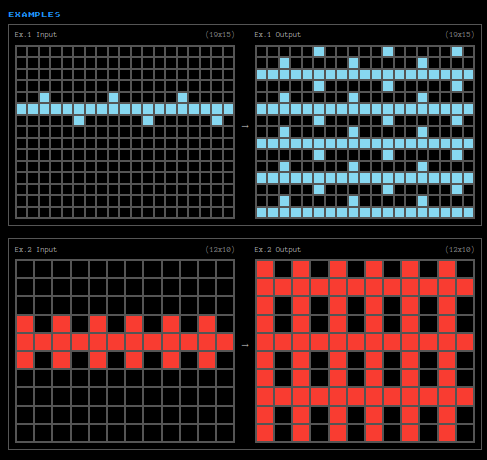 EXAMPLES
Ex.1 Input (19x15)
Ex.1 Output (19x15)
→
Ex.2 Input (12x10)
Ex.2 Output (12x10)
→